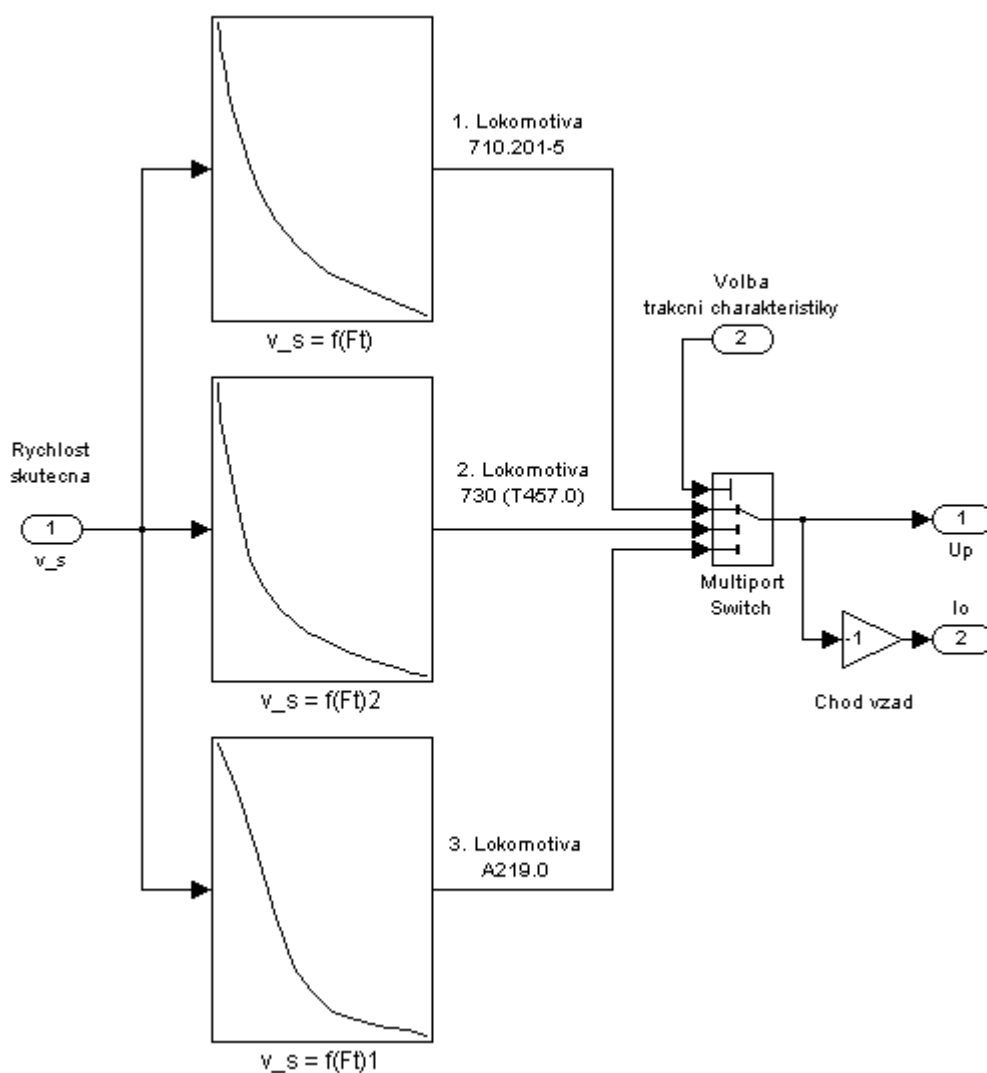 1. Lokomotiva
710.201-5
v_s = f(Ft)
Volba
trakcni charakteristiky
2
Rychlost
skutecna
1
v_s
2. Lokomotiva
730 (T457.0)
v_s = f(Ft)2
Multiport
Switch
1
Up
Io
2
-1
Chod vzad
3. Lokomotiva
A219.0
v_s = f(Ft)1